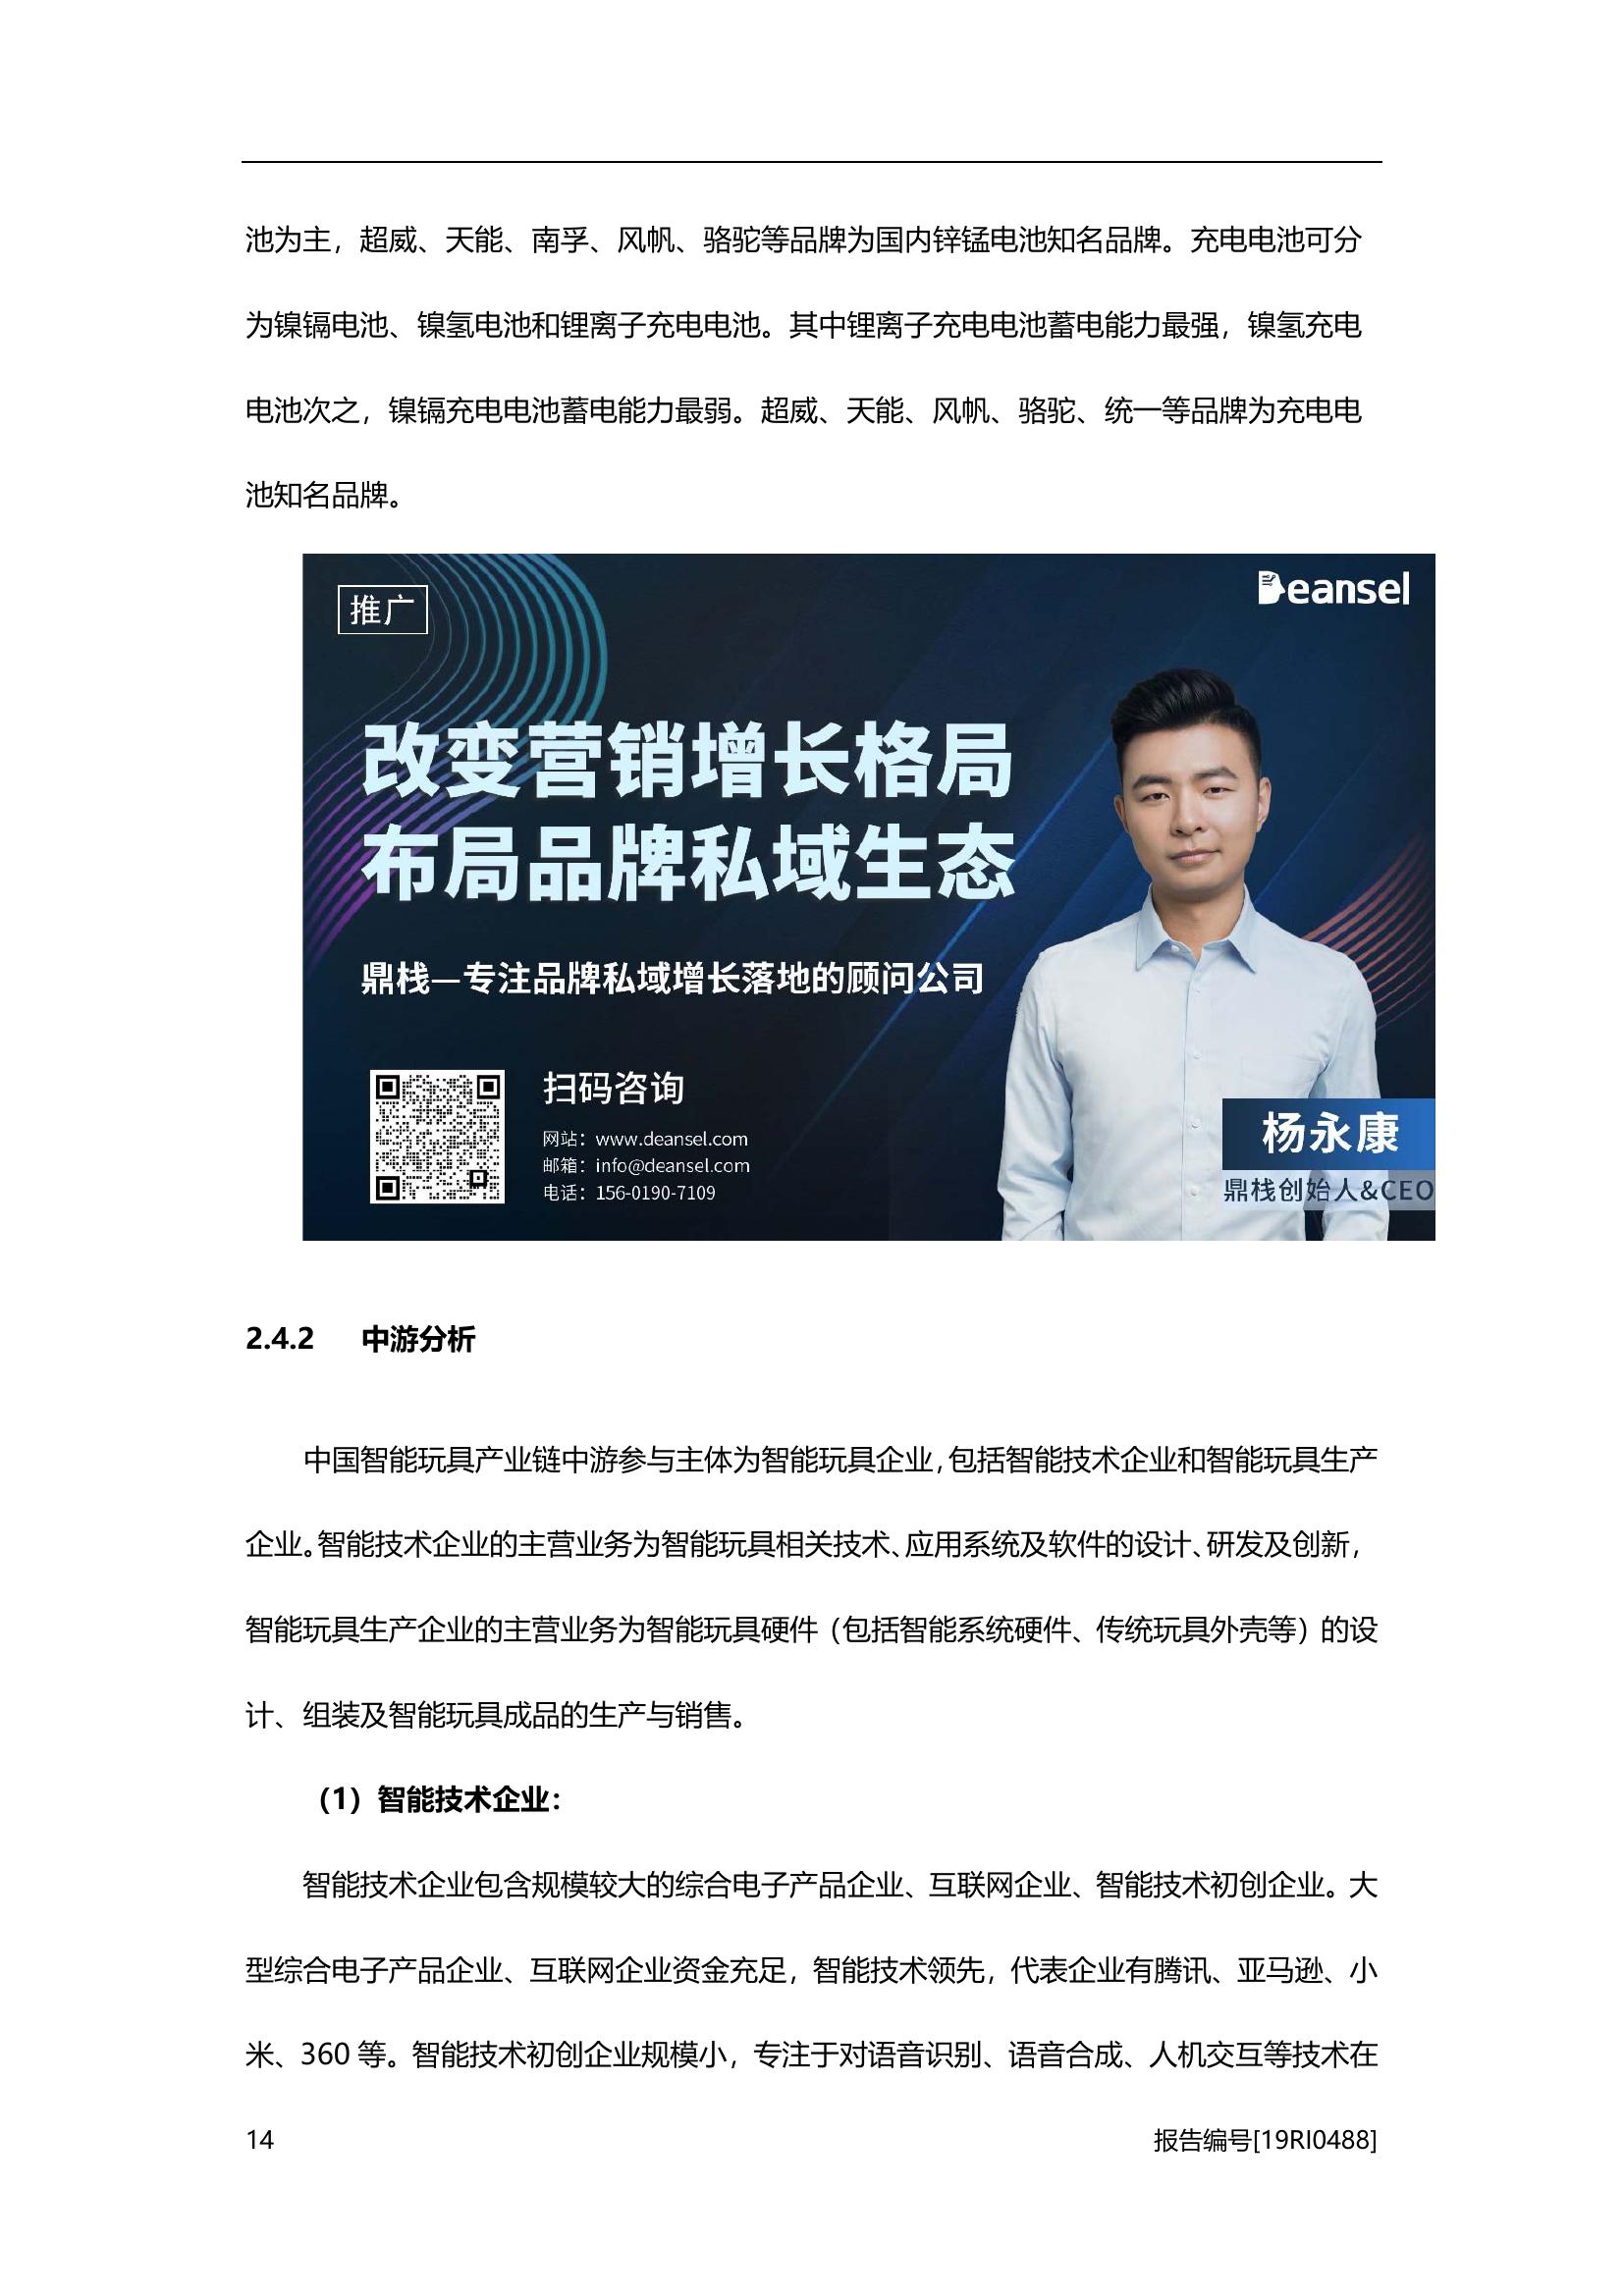 池为主，超威、天能、南孚、风帆、骆驼等品牌为国内锌锰电池知名品牌。充电电池可分
为镍镉电池、镍氢电池和锂离子充电电池。其中锂离子充电电池蓄电能力最强，镍氢充电
电池次之，镍镉充电电池蓄电能力最弱。超威、天能、风帆、骆驼、统一等品牌为充电电
池知名品牌。
推广
Deansel
改变营销增长格局
布局品牌私域生态
鼎栈—专注品牌私域增长落地的顾问公司
扫码咨询
网站：www.deansel.com
邮箱：info@deansel.com
电话：156-0190-7109
杨永康
鼎栈创始人&CEO
2.4.2 中游分析
中国智能玩具产业链中游参与主体为智能玩具企业，包括智能技术企业和智能玩具生产
企业。智能技术企业的主营业务为智能玩具相关技术、应用系统及软件的设计、研发及创新，
智能玩具生产企业的主营业务为智能玩具硬件（包括智能系统硬件、传统玩具外壳等）的设
计、组装及智能玩具成品的生产与销售。
（1）智能技术企业：
智能技术企业包含规模较大的综合电子产品企业、互联网企业、智能技术初创企业。大
型综合电子产品企业、互联网企业资金充足，智能技术领先，代表企业有腾讯、亚马逊、小
米、360 等。智能技术初创企业规模小，专注于对语音识别、语音合成、人机交互等技术在
14
报告编号[19RI0488]